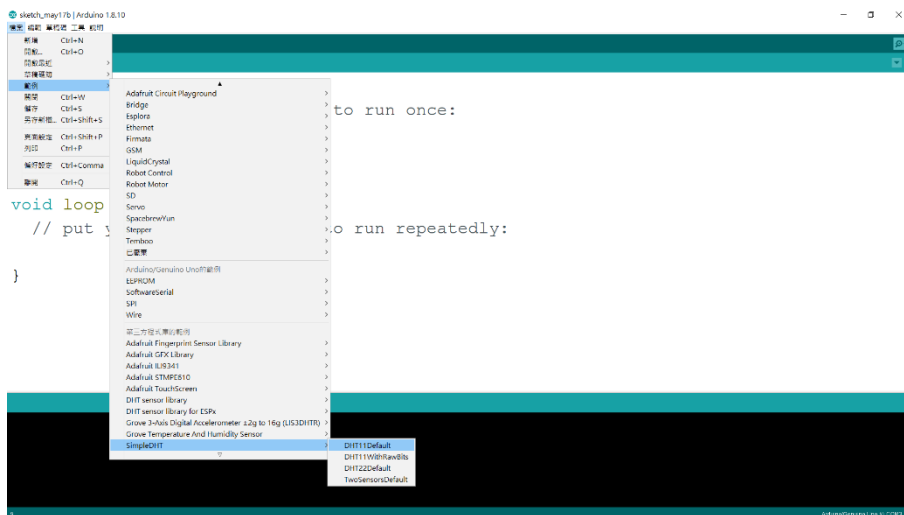 sketch_may17b | Arduino 1.8.10
檔案 編輯 草稿碼 工具 說明
新增 Ctrl+N
開啟... Ctrl+O
開啟最近
草稿碼簿
範例
關閉 Ctrl+W
儲存 Ctrl+S
另存新檔... Ctrl+Shift+S
頁面設定 Ctrl+Shift+P
列印 Ctrl+P
偏好設定 Ctrl+Comma
離開 Ctrl+Q
Adafruit Circuit Playground
Bridge
Esplora
Ethernet
Firmata
GSM
LiquidCrystal
Robot Control
Robot Motor
SD
Servo
SpacebrewYun
Stepper
Temboo
已棄用
Arduino/Genuino Uno的範例
EEPROM
SoftwareSerial
SPI
Wire
第三方程式庫的範例
Adafruit Fingerprint Sensor Library
Adafruit GFX Library
Adafruit ILI9341
Adafruit STMPE610
Adafruit TouchScreen
DHT sensor library
DHT sensor library for ESPx
Grove 3-Axis Digital Accelerometer ±2g to 16g (LIS3DHTR)
Grove Temperature And Humidity Sensor
SimpleDHT
DHT11Default
DHT11WithRawBits
DHT22Default
TwoSensorsDefault
to run once:
void loop
// put y
o run repeatedly:
}